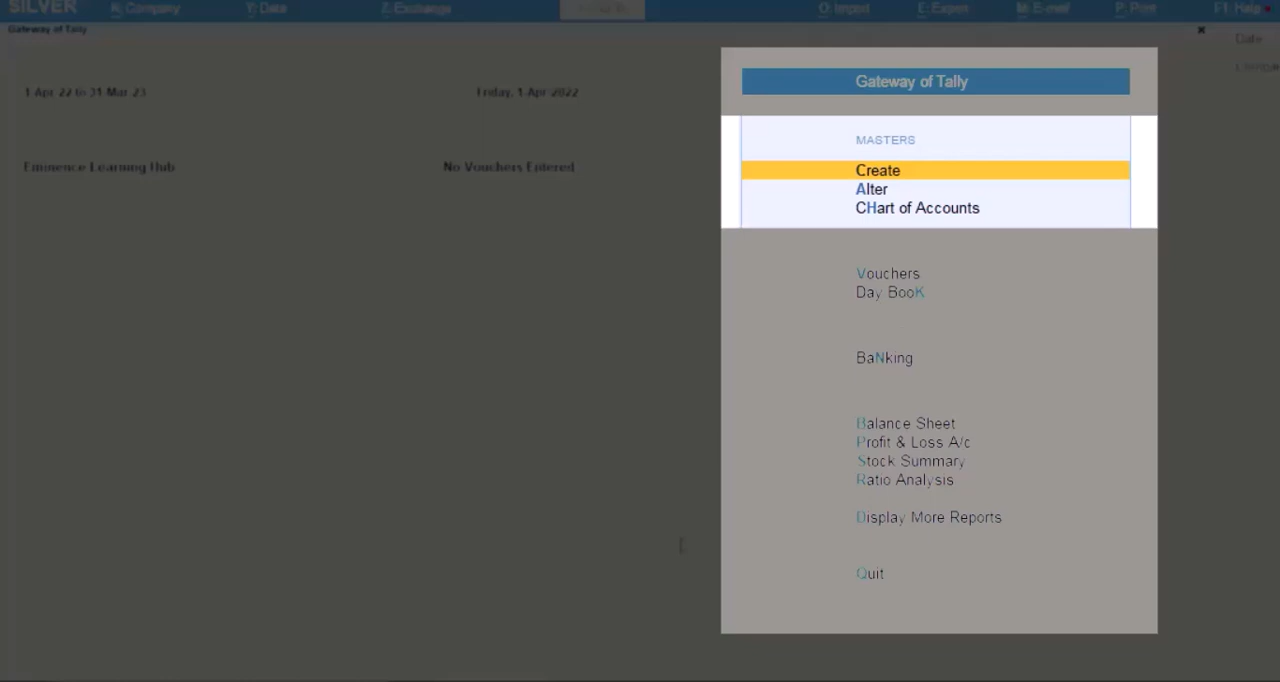 SILVER
K: Company
Y: Data
Z: Exchange
O: Import
E: Export
M: E-mail
P: Print
F1: Help
Gateway of Tally
Date
1-Apr-22 to 31-Mar-23
Friday, 1-Apr-2022
Eminence Learning Hub
No Vouchers Entered
Gateway of Tally
MASTERS
Create
Alter
CHart of Accounts
Vouchers
Day BooK
BaNking
Balance Sheet
Profit & Loss A/c
Stock Summary
Ratio Analysis
Display More Reports
Quit